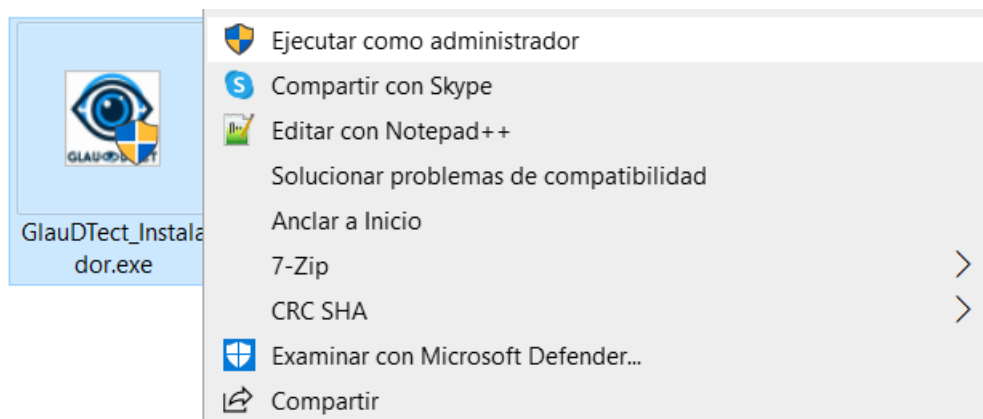 GlauDTect_Instala
dor.exe
Ejecutar como administrador
Compartir con Skype
Editar con Notepad++
Solucionar problemas de compatibilidad
Anclar a Inicio
7-Zip
CRC SHA
Examinar con Microsoft Defender...
Compartir